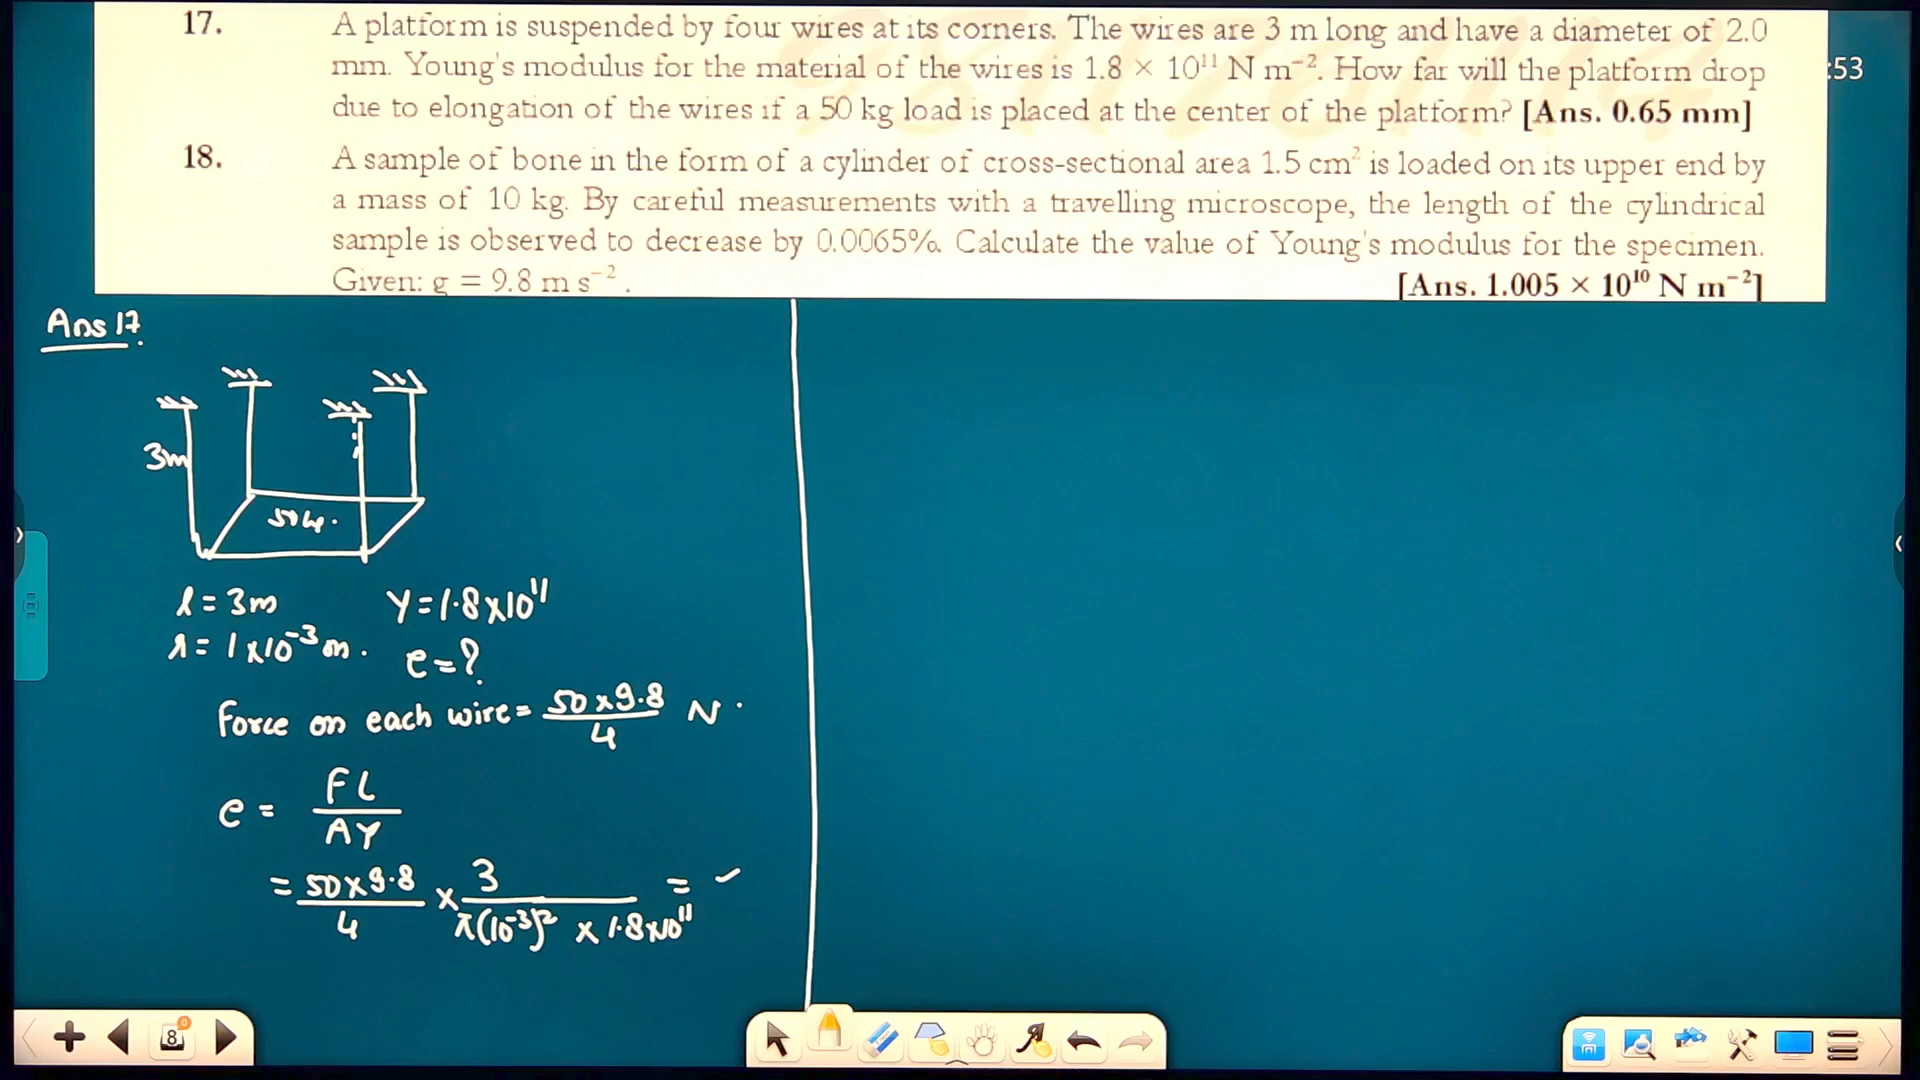 17. A platform is suspended by four wires at its corners. The wires are 3 m long and have a diameter of 2.0
mm. Young's modulus for the material of the wires is 1.8 × 10¹¹ N m⁻². How far will the platform drop
due to elongation of the wires if a 50 kg load is placed at the center of the platform? [Ans. 0.65 mm]
:53
18. A sample of bone in the form of a cylinder of cross-sectional area 1.5 cm² is loaded on its upper end by
a mass of 10 kg. By careful measurements with a travelling microscope, the length of the cylindrical
sample is observed to decrease by 0.0065%. Calculate the value of Young's modulus for the specimen.
Given: g = 9.8 m s⁻². [Ans. 1.005 × 10¹⁰ N m⁻²]
Ans 17.
3m
50kg.
l = 3m Y = 1.8×10¹¹
r = 1×10⁻³m. e = ?
Force on each wire = 50×9.8/4 N.
e = FL/AY
= 50×9.8/4 × 3/π(10⁻³)² × 1.8×10¹¹ =
8
0